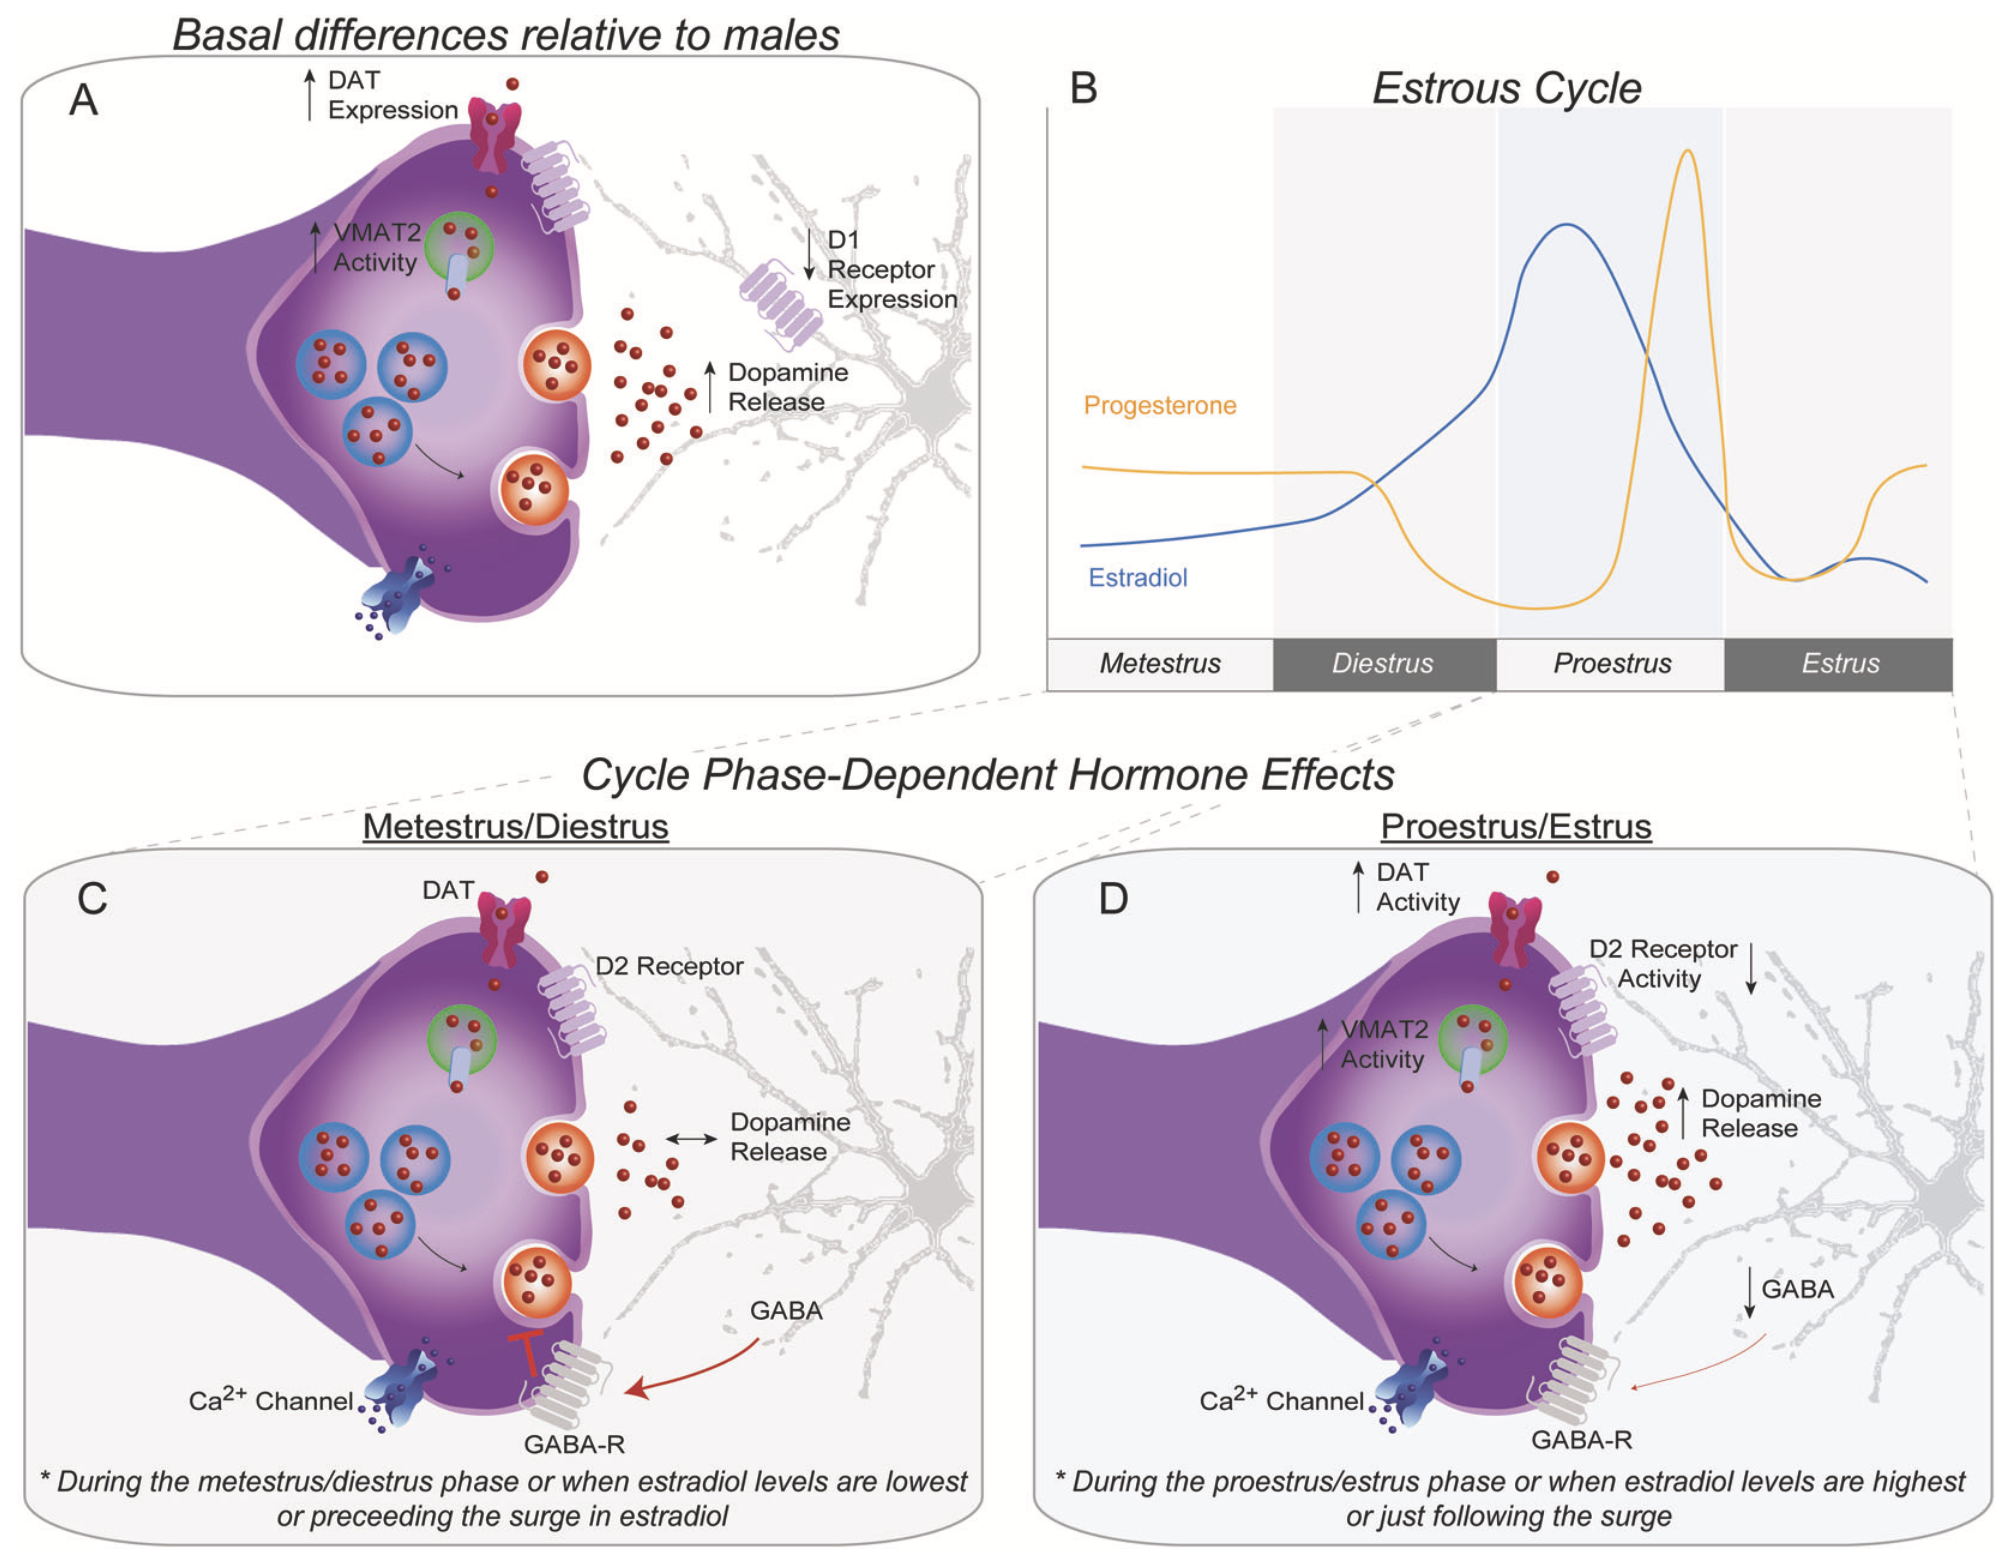 Basal differences relative to males
A
↑ DAT
Expression
↑ VMAT2
Activity
↓ D1
Receptor
Expression
↑ Dopamine
Release
B
Estrous Cycle
Progesterone
Estradiol
Metestrus
Diestrus
Proestrus
Estrus
Cycle Phase-Dependent Hormone Effects
Metestrus/Diestrus
C
DAT
D2 Receptor
↔ Dopamine
Release
GABA
Ca2+ Channel
GABA-R
* During the metestrus/diestrus phase or when estradiol levels are lowest
or preceeding the surge in estradiol
Proestrus/Estrus
D
↑ DAT
Activity
D2 Receptor ↓
Activity
↑ VMAT2
Activity
↑ Dopamine
Release
↓ GABA
Ca2+ Channel
GABA-R
* During the proestrus/estrus phase or when estradiol levels are highest
or just following the surge